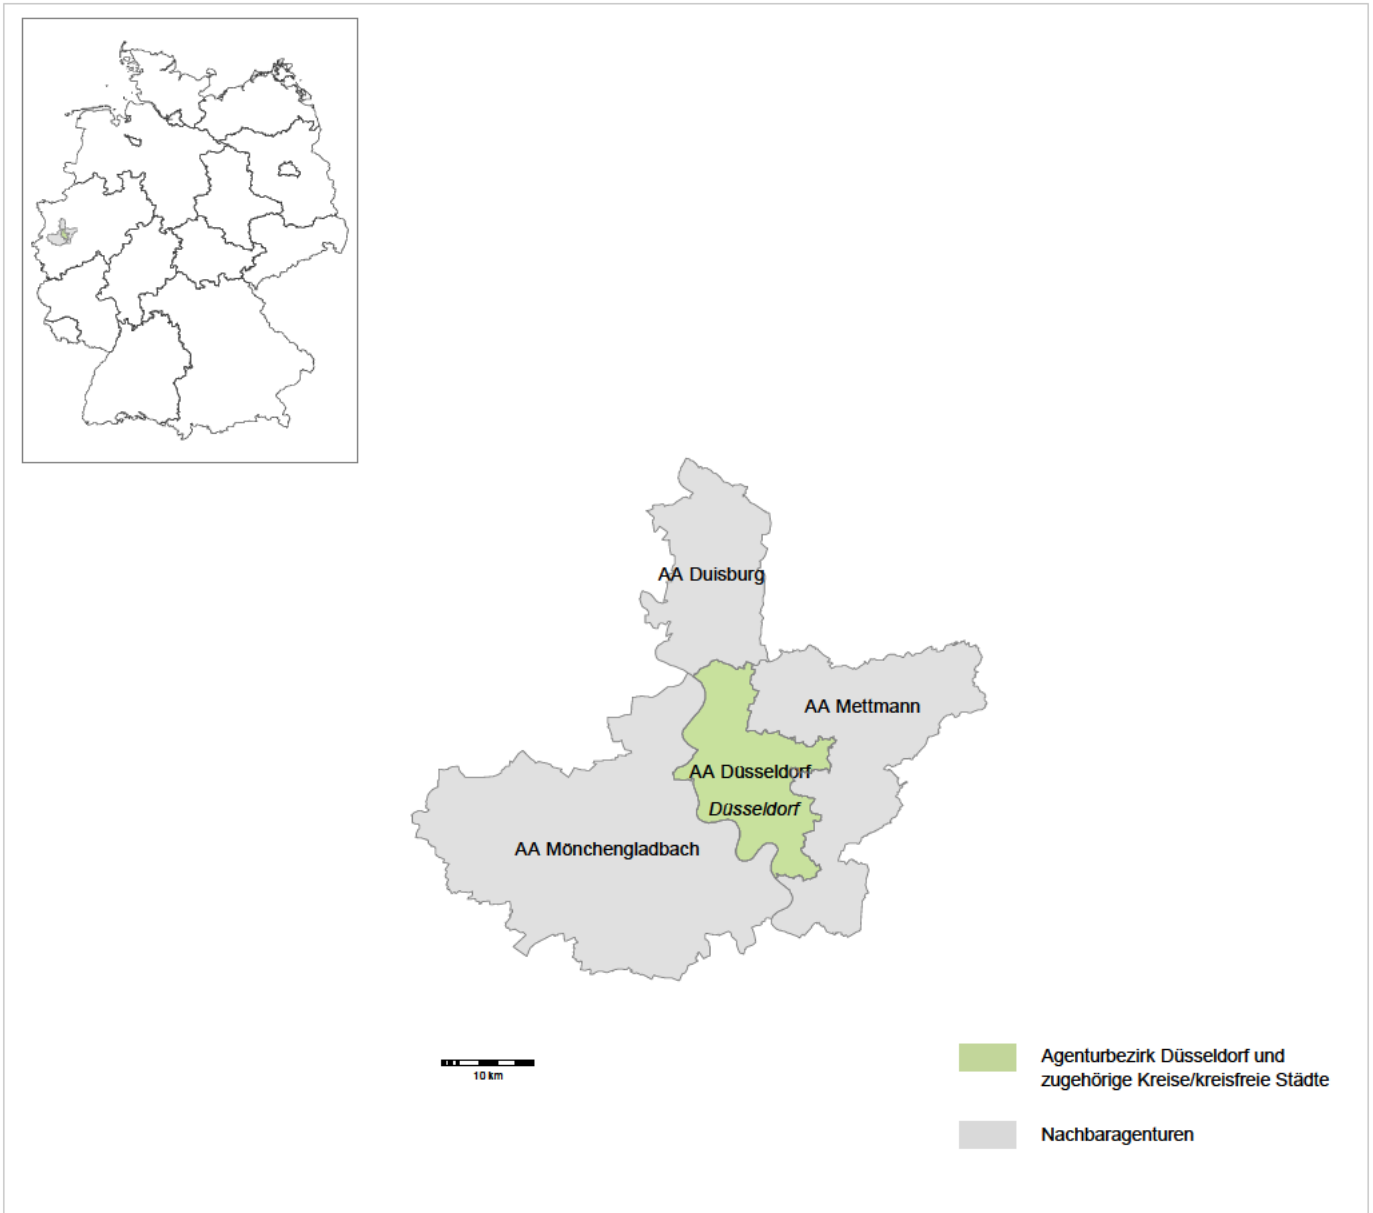 AA Duisburg
AA Mettmann
AA Düsseldorf
Düsseldorf
AA Mönchengladbach
10 km
Agenturbezirk Düsseldorf und
zugehörige Kreise/kreisfreie Städte
Nachbaragenturen